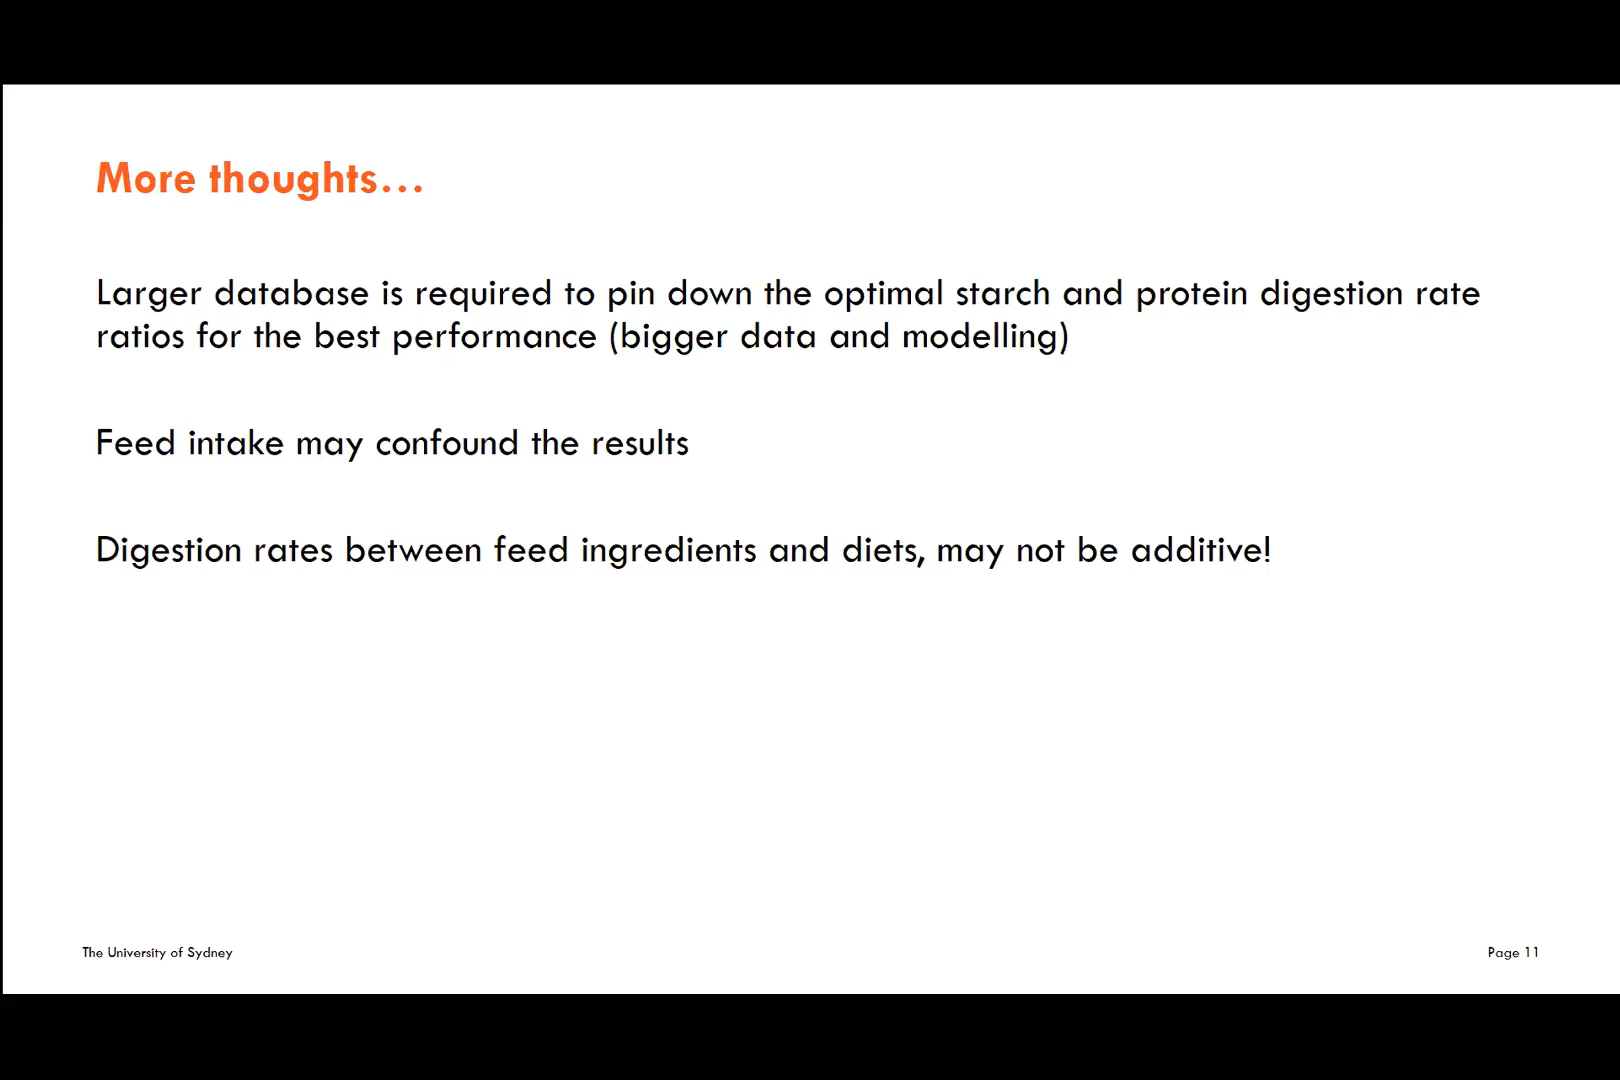 More thoughts...
Larger database is required to pin down the optimal starch and protein digestion rate
ratios for the best performance (bigger data and modelling)
Feed intake may confound the results
Digestion rates between feed ingredients and diets, may not be additive!
The University of Sydney
Page 11